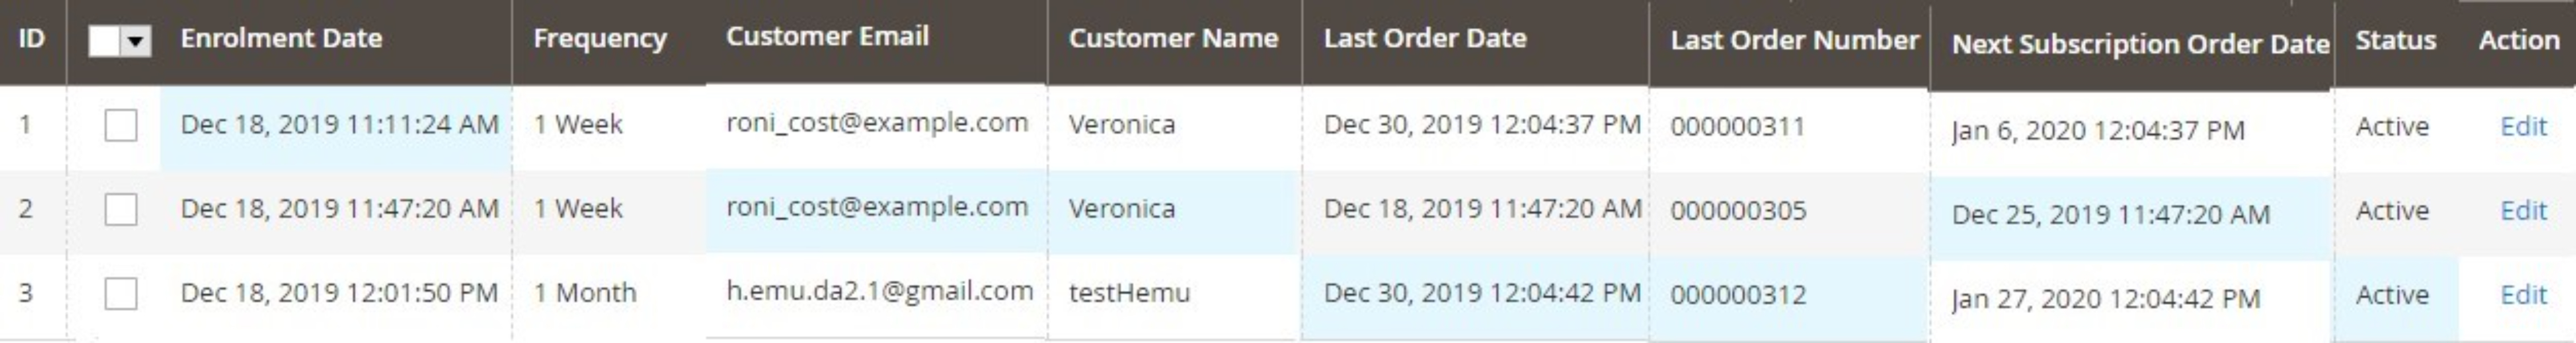 ID Enrolment Date Frequency Customer Email Customer Name Last Order Date Last Order Number Next Subscription Order Date Status Action
1 Dec 18, 2019 11:11:24 AM 1 Week roni_cost@example.com Veronica Dec 30, 2019 12:04:37 PM 000000311 Jan 6, 2020 12:04:37 PM Active Edit
2 Dec 18, 2019 11:47:20 AM 1 Week roni_cost@example.com Veronica Dec 18, 2019 11:47:20 AM 000000305 Dec 25, 2019 11:47:20 AM Active Edit
3 Dec 18, 2019 12:01:50 PM 1 Month h.emu.da2.1@gmail.com testHemu Dec 30, 2019 12:04:42 PM 000000312 Jan 27, 2020 12:04:42 PM Active Edit